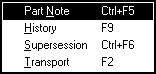 Part Note Ctrl+F5
History F9
Supersession Ctrl+F6
Transport F2